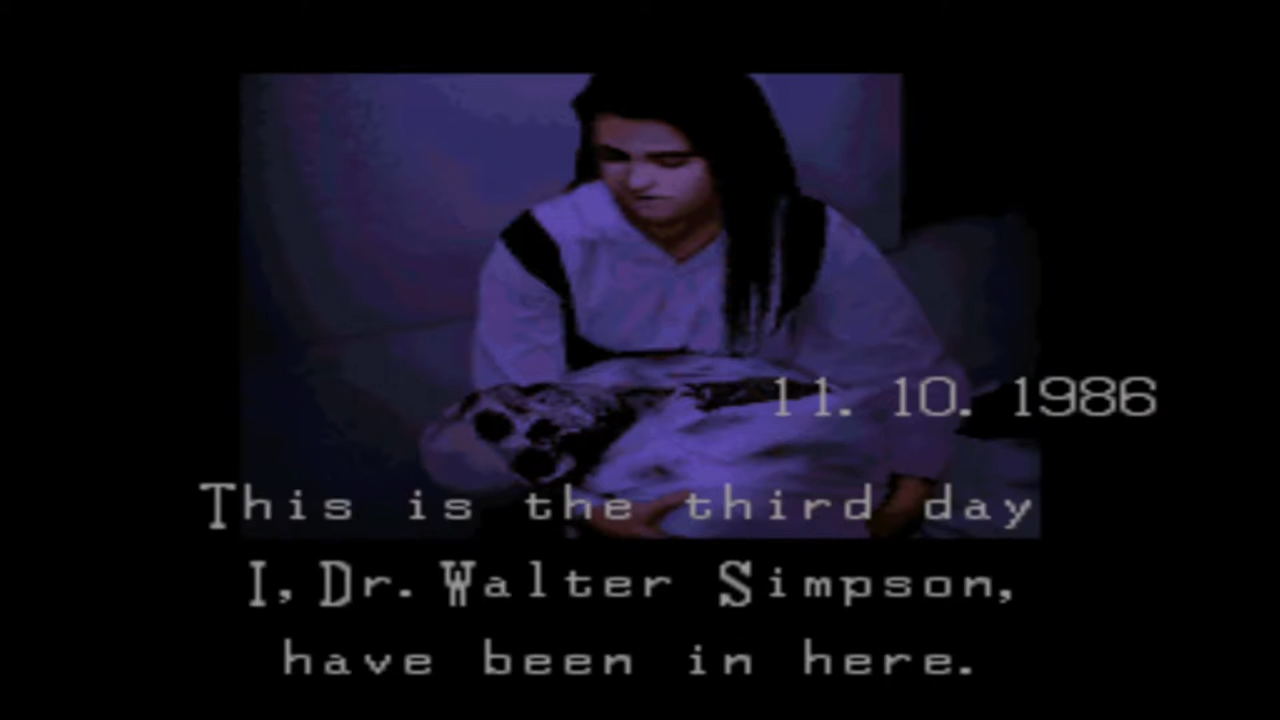 11. 10. 1986
This is the third day
I, Dr. Walter Simpson,
have been in here.